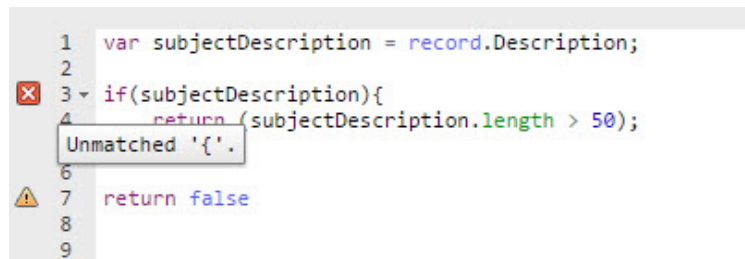 1 var subjectDescription = record.Description;
2
3 if(subjectDescription){
4 return (subjectDescription.length > 50);
Unmatched '{'.
6
7 return false
8
9